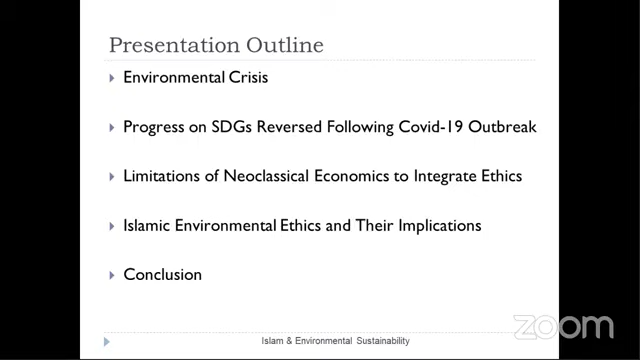 Presentation Outline
Environmental Crisis
Progress on SDGs Reversed Following Covid-19 Outbreak
Limitations of Neoclassical Economics to Integrate Ethics
Islamic Environmental Ethics and Their Implications
Conclusion
zoom
Islam & Environmental Sustainability